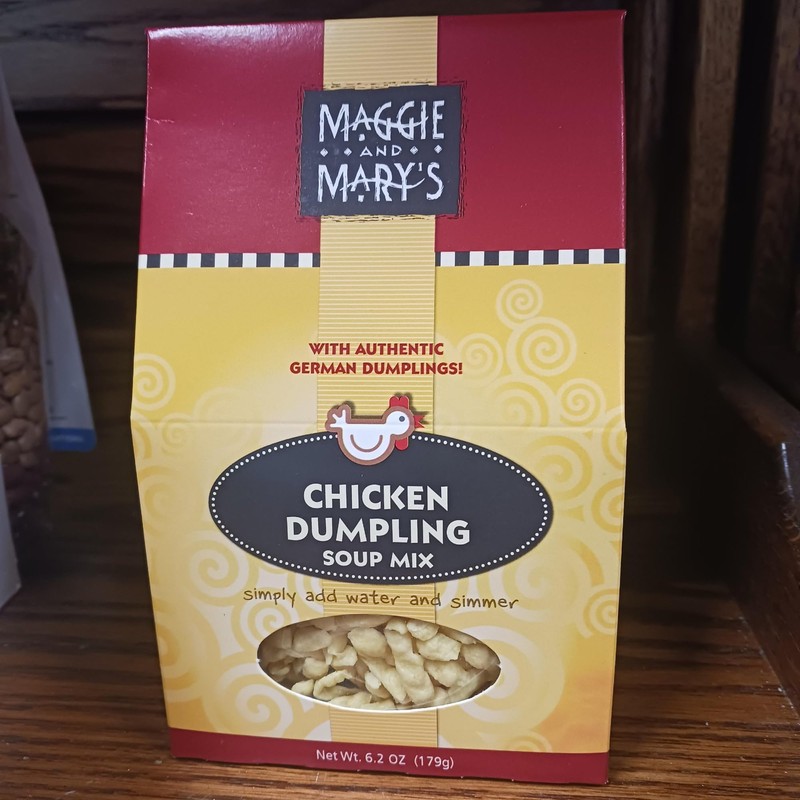 MAGGIE
AND
MARY'S
WITH AUTHENTIC
GERMAN DUMPLINGS!
CHICKEN
DUMPLING
SOUP MIX
simply add water and simmer
Net Wt. 6.2 OZ (179g)